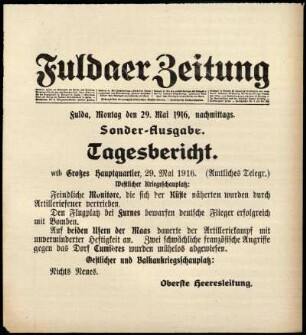 Fuldaer Zeitung
Fulda, Montag den 29. Mai 1916, nachmittags.
Sonder-Ausgabe.
Tagesbericht.
wtb Großes Hauptquartier, 29. Mai 1916. (Amtliches Telegr.)
Westlicher Kriegsschauplatz:
Feindliche Monitore, die sich der Küste näherten wurden durch
Artilleriefeuer vertrieben.
Den Flugplatz bei Furnes bewarfen deutsche Flieger erfolgreich
mit Bomben.
Auf beiden Ufern der Maas dauerte der Artilleriekampf mit
unverminderter Heftigkeit an. Zwei schwächliche französische Angriffe
gegen das Dorf Cumières wurden mühelos abgewiesen.
Oestlicher und Balkankriegsschauplatz:
Nichts Neues.
Oberste Heeresleitung.